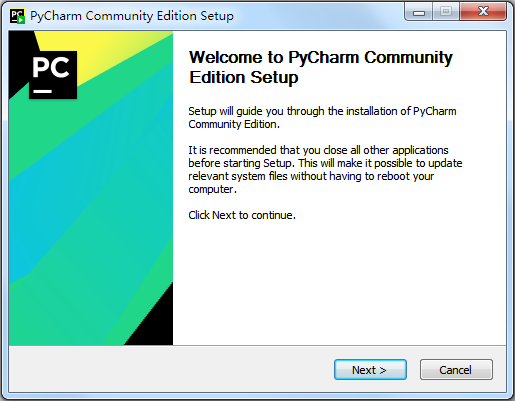 PC PyCharm Community Edition Setup
PC
Welcome to PyCharm Community
Edition Setup
Setup will guide you through the installation of PyCharm
Community Edition.
It is recommended that you close all other applications
before starting Setup. This will make it possible to update
relevant system files without having to reboot your
computer.
Click Next to continue.
Next >
Cancel